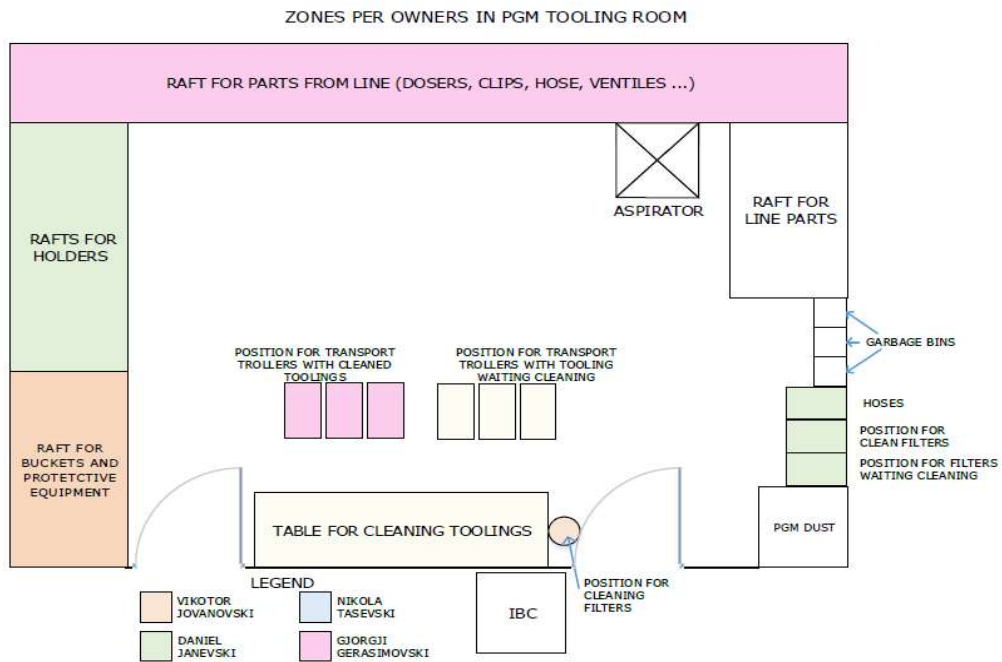 ZONES PER OWNERS IN PGM TOOLING ROOM
RAFT FOR PARTS FROM LINE (DOSERS, CLIPS, HOSE, VENTILES ...)
RAFTS FOR
HOLDERS
ASPIRATOR
RAFT FOR
LINE PARTS
GARBAGE BINS
POSITION FOR TRANSPORT
TROLLERS WITH CLEANED
TOOLINGS
POSITION FOR TRANSPORT
TROLLERS WITH TOOLING
WAITING CLEANING
HOSES
POSITION FOR
CLEAN FILTERS
POSITION FOR FILTERS
WAITING CLEANING
RAFT FOR
BUCKETS AND
PROTETCTIVE
EQUIPMENT
TABLE FOR CLEANING TOOLINGS
PGM DUST
POSITION FOR
CLEANING
FILTERS
IBC
LEGEND
VIKOTOR
JOVANOVSKI
NIKOLA
TASEVSKI
DANIEL
JANEVSKI
GJORGJI
GERASIMOVSKI